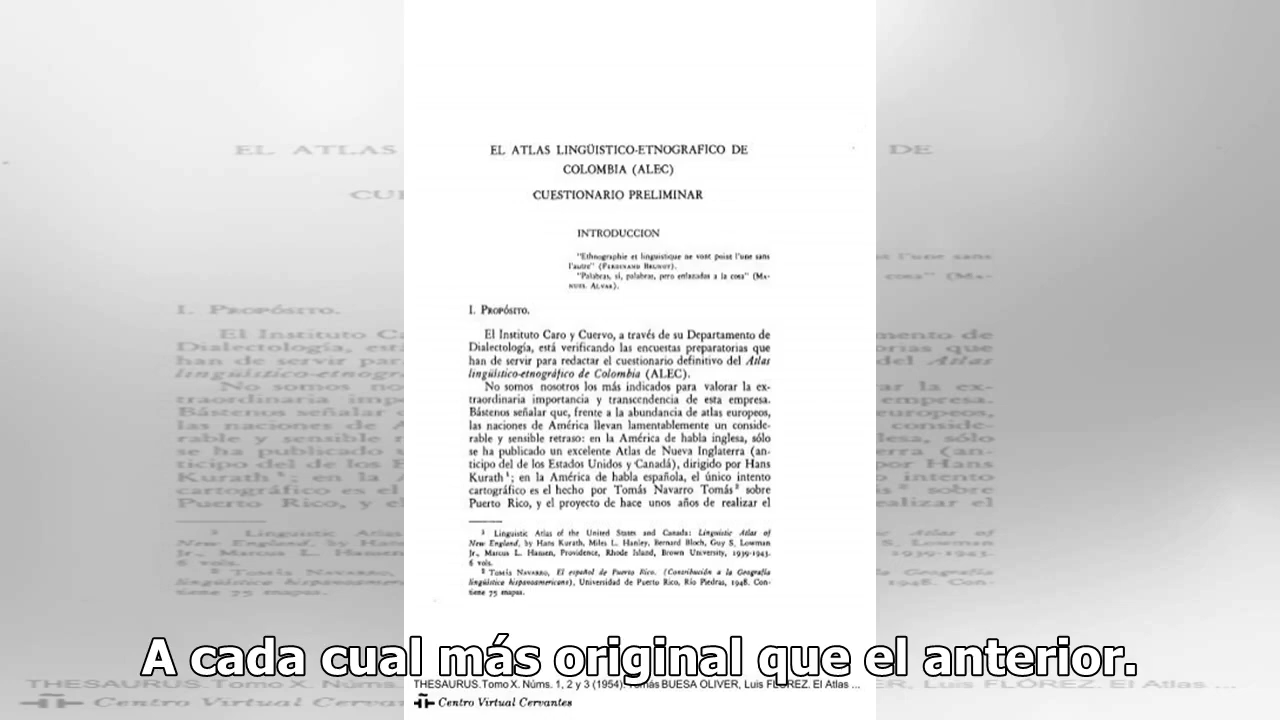 EL ATLAS LINGÜISTICO-ETNOGRAFICO DE
COLOMBIA (ALEC)
CUESTIONARIO PRELIMINAR
INTRODUCCION
"Ethnographie et linguistique ne vont point l'une sans
l'autre" (FERDINAND BRUNOT).
"Palabras, sí, palabras, pero enlazadas a la cosa" (MA-
NUEL ALVAR).
I. PROPÓSITO.
El Instituto Caro y Cuervo, a través de su Departamento de
Dialectología, está verificando las encuestas preparatorias que
han de servir para redactar el cuestionario definitivo del Atlas
lingüístico-etnográfico de Colombia (ALEC).
No somos nosotros los más indicados para valorar la ex-
traordinaria importancia y transcendencia de esta empresa.
Bástenos señalar que, frente a la abundancia de atlas europeos,
las naciones de América llevan lamentablemente un conside-
rable y sensible retraso: en la América de habla inglesa, sólo
se ha publicado un excelente Atlas de Nueva Inglaterra (an-
ticipo del de los Estados Unidos y Canadá), dirigido por Hans
Kurath ¹; en la América de habla española, el único intento
cartográfico es el hecho por Tomás Navarro Tomás ² sobre
Puerto Rico, y el proyecto de hace unos años de realizar el
¹ Linguistic Atlas of the United States and Canada: Linguistic Atlas of
New England, by Hans Kurath, Miles L. Hanley, Bernard Bloch, Guy S. Lowman
Jr., Marcus L. Hansen, Providence, Rhode Island, Brown University, 1939-1943.
6 vols.
² TOMÁS NAVARRO, El español de Puerto Rico. (Contribución a la Geografía
lingüística hispanoamericana), Universidad de Puerto Rico, Río Piedras, 1948. Con-
tiene 75 mapas.
A cada cual más original que el anterior.
THESAURUS. Tomo X. Núms. 1, 2 y 3 (1954). Tomás BUESA OLIVER, Luis FLÓREZ. El Atlas ...
Centro Virtual Cervantes